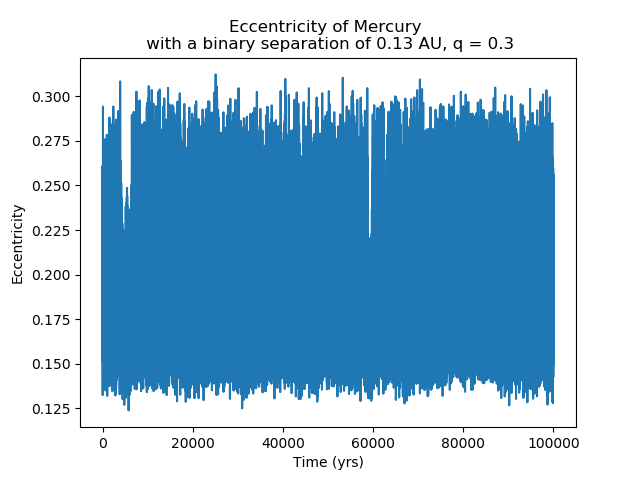 Eccentricity of Mercury
with a binary separation of 0.13 AU, q = 0.3
0.300
0.275
0.250
0.225
0.200
0.175
0.150
0.125
Eccentricity
0 20000 40000 60000 80000 100000
Time (yrs)